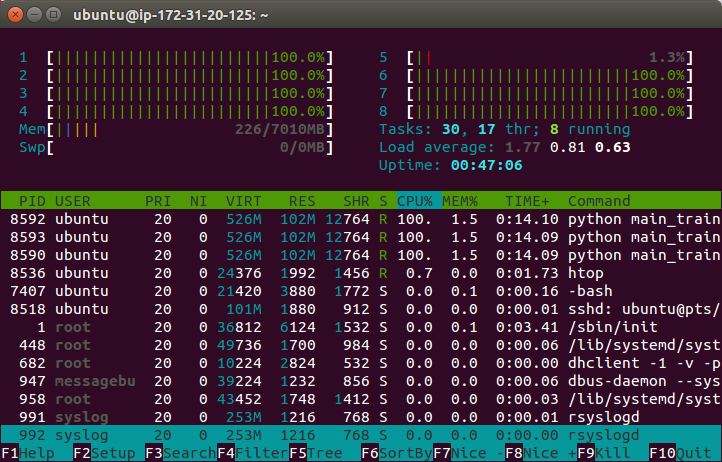 ubuntu@ip-172-31-20-125: ~
1 [||||||||||||||||||||||||100.0%] 5 [|| 1.3%]
2 [||||||||||||||||||||||||100.0%] 6 [||||||||||||||||||||||||100.0%]
3 [||||||||||||||||||||||||100.0%] 7 [||||||||||||||||||||||||100.0%]
4 [||||||||||||||||||||||||100.0%] 8 [||||||||||||||||||||||||100.0%]
Mem[||||| 226/7010MB] Tasks: 30, 17 thr; 8 running
Swp[ 0/0MB] Load average: 1.77 0.81 0.63
Uptime: 00:47:06
PID USER PRI NI VIRT RES SHR S CPU% MEM% TIME+ Command
8592 ubuntu 20 0 526M 102M 12764 R 100. 1.5 0:14.10 python main_train
8593 ubuntu 20 0 526M 102M 12764 R 100. 1.5 0:14.09 python main_train
8590 ubuntu 20 0 526M 102M 12764 R 100. 1.5 0:14.09 python main_train
8536 ubuntu 20 0 24376 1992 1456 R 0.7 0.0 0:01.73 htop
7407 ubuntu 20 0 21420 3880 1772 S 0.0 0.1 0:00.16 -bash
8518 ubuntu 20 0 101M 1880 912 S 0.0 0.0 0:00.01 sshd: ubuntu@pts/
1 root 20 0 36812 6124 1532 S 0.0 0.1 0:03.41 /sbin/init
448 root 20 0 49736 1700 984 S 0.0 0.0 0:00.06 /lib/systemd/syst
682 root 20 0 10224 2824 532 S 0.0 0.0 0:00.00 dhclient -1 -v -p
947 messagebu 20 0 39224 1232 856 S 0.0 0.0 0:00.06 dbus-daemon --sys
958 root 20 0 43452 1748 1412 S 0.0 0.0 0:00.03 /lib/systemd/syst
991 syslog 20 0 253M 1216 768 S 0.0 0.0 0:00.01 rsyslogd
992 syslog 20 0 253M 1216 768 S 0.0 0.0 0:00.00 rsyslogd
F1Help F2Setup F3SearchF4FilterF5Tree F6SortByF7Nice -F8Nice +F9Kill F10Quit